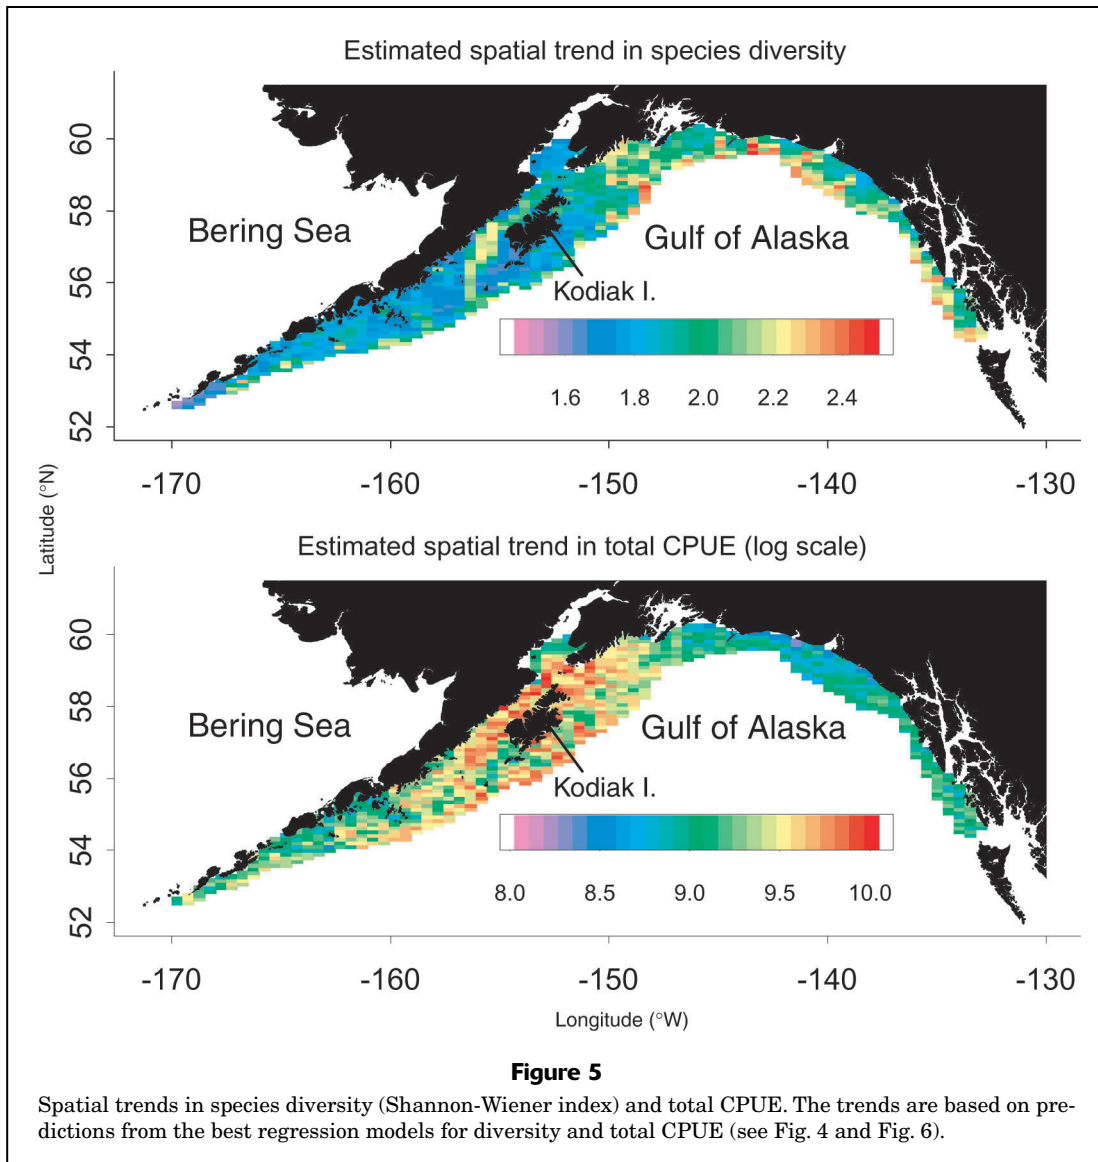 Estimated spatial trend in species diversity
60
58
56
54
52
Bering Sea
Gulf of Alaska
Kodiak I.
1.6 1.8 2.0 2.2 2.4
-170 -160 -150 -140 -130
Latitude (°N)
Estimated spatial trend in total CPUE (log scale)
60
58
56
54
52
Bering Sea
Gulf of Alaska
Kodiak I.
8.0 8.5 9.0 9.5 10.0
-170 -160 -150 -140 -130
Longitude (°W)
Figure 5
Spatial trends in species diversity (Shannon-Wiener index) and total CPUE. The trends are based on pre-
dictions from the best regression models for diversity and total CPUE (see Fig. 4 and Fig. 6).